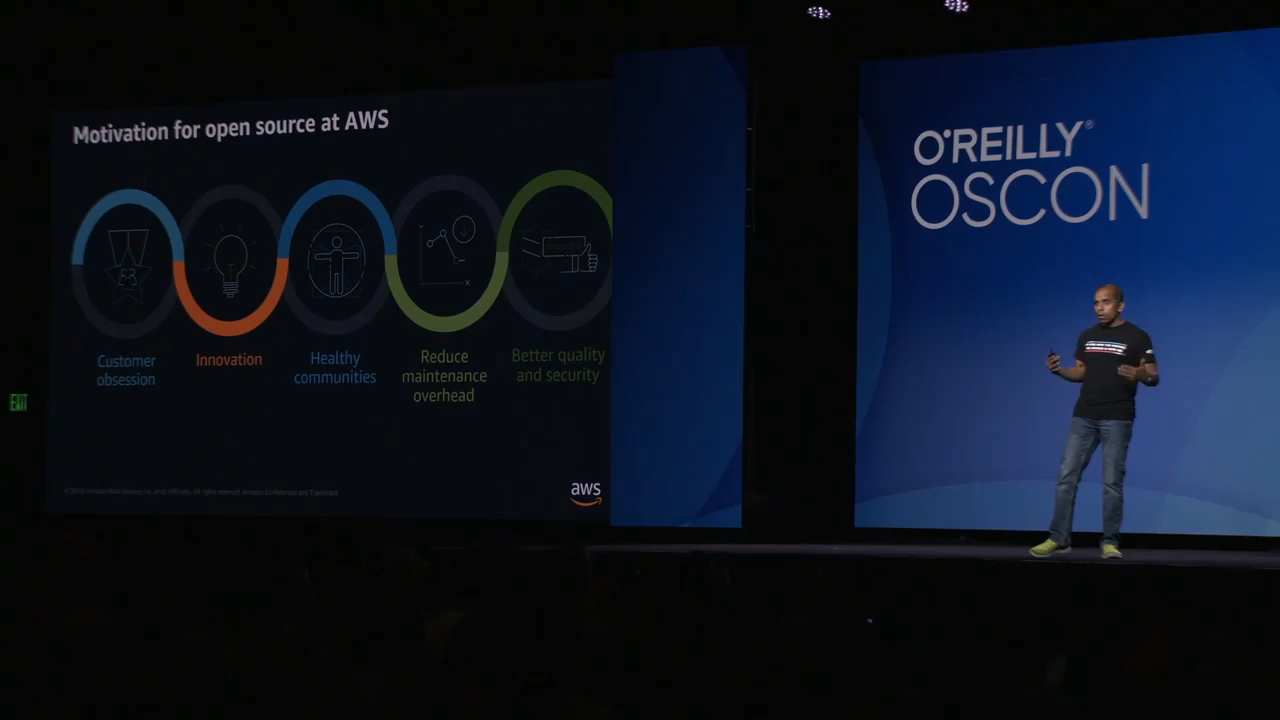 Motivation for open source at AWS
Customer
obsession
Innovation
Healthy
communities
Reduce
maintenance
overhead
Better quality
and security
x
aws
O'REILLY®
OSCON
EXIT